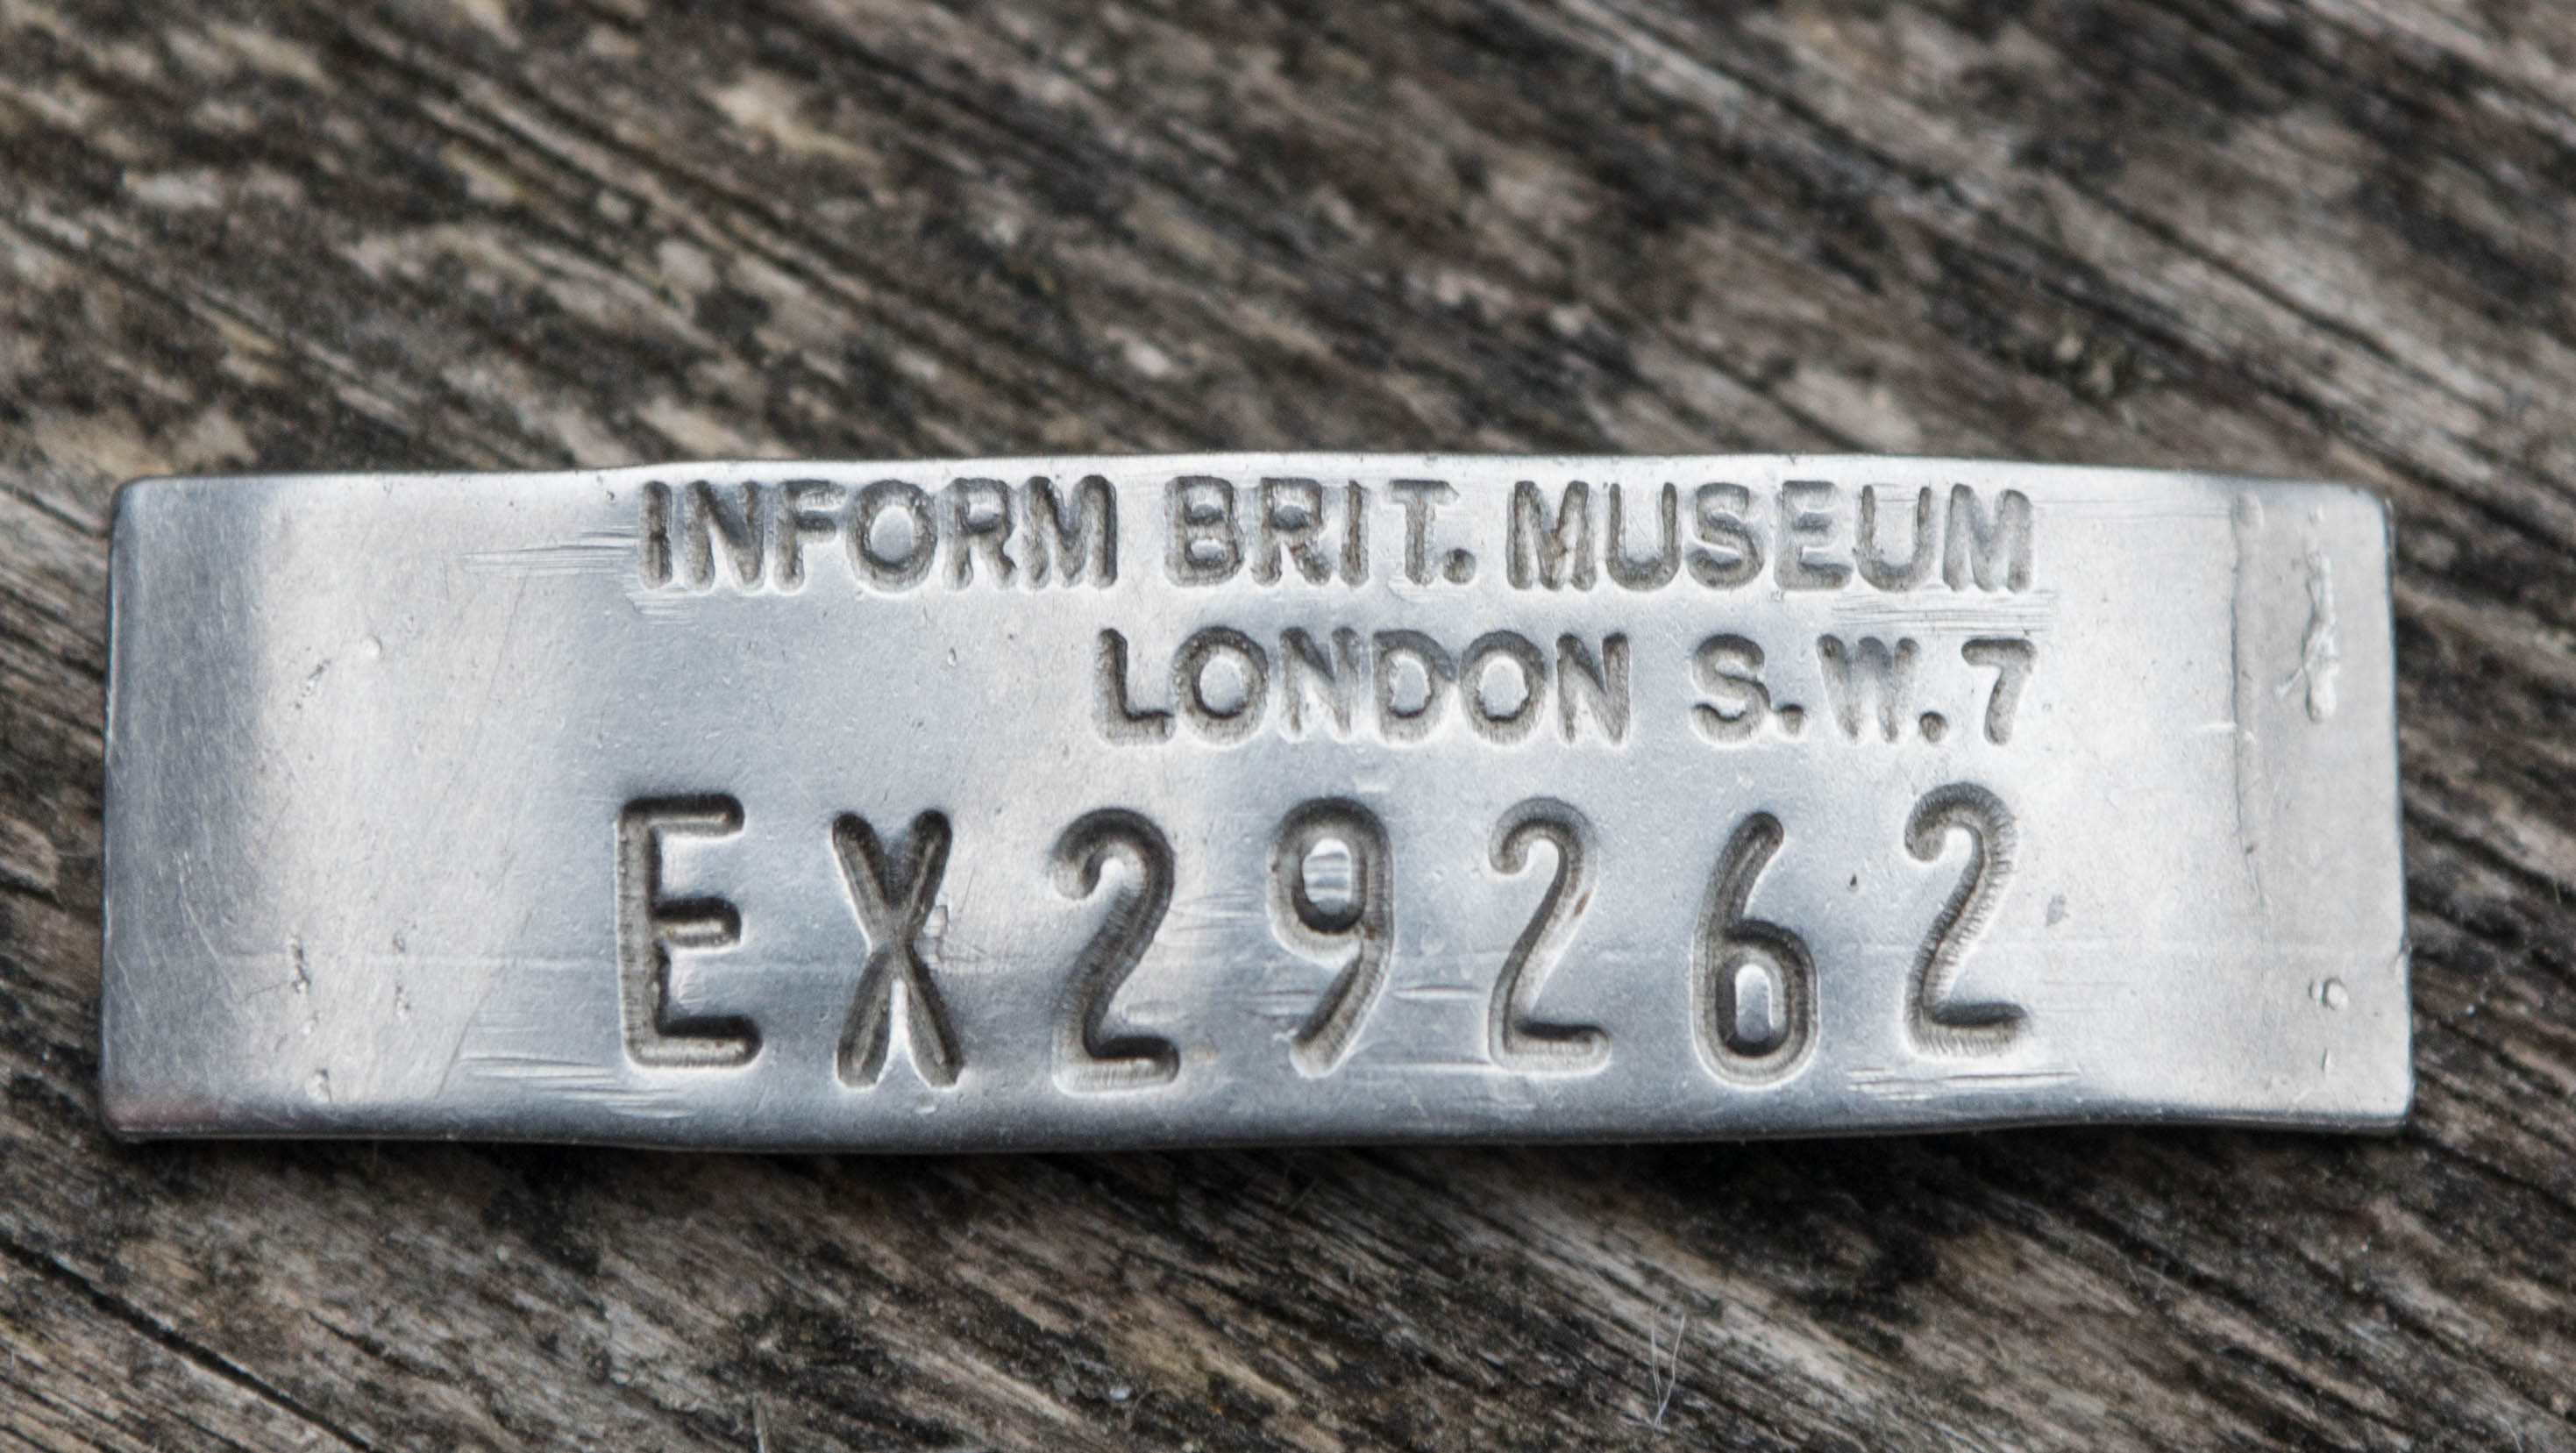 INFORM BRIT. MUSEUM
LONDON S.W.7
EX29262